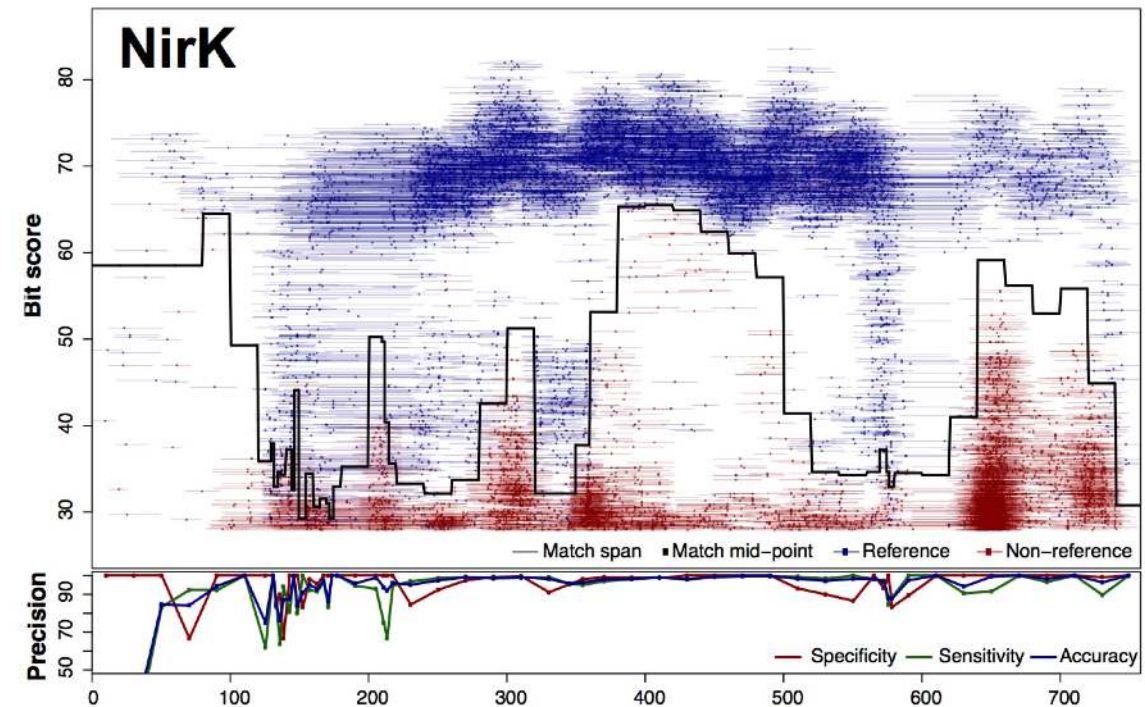 NirK
Bit score
80
70
60
50
40
30
Match span Match mid-point Reference Non-reference
Precision
90
70
50
Specificity Sensitivity Accuracy
0 100 200 300 400 500 600 700